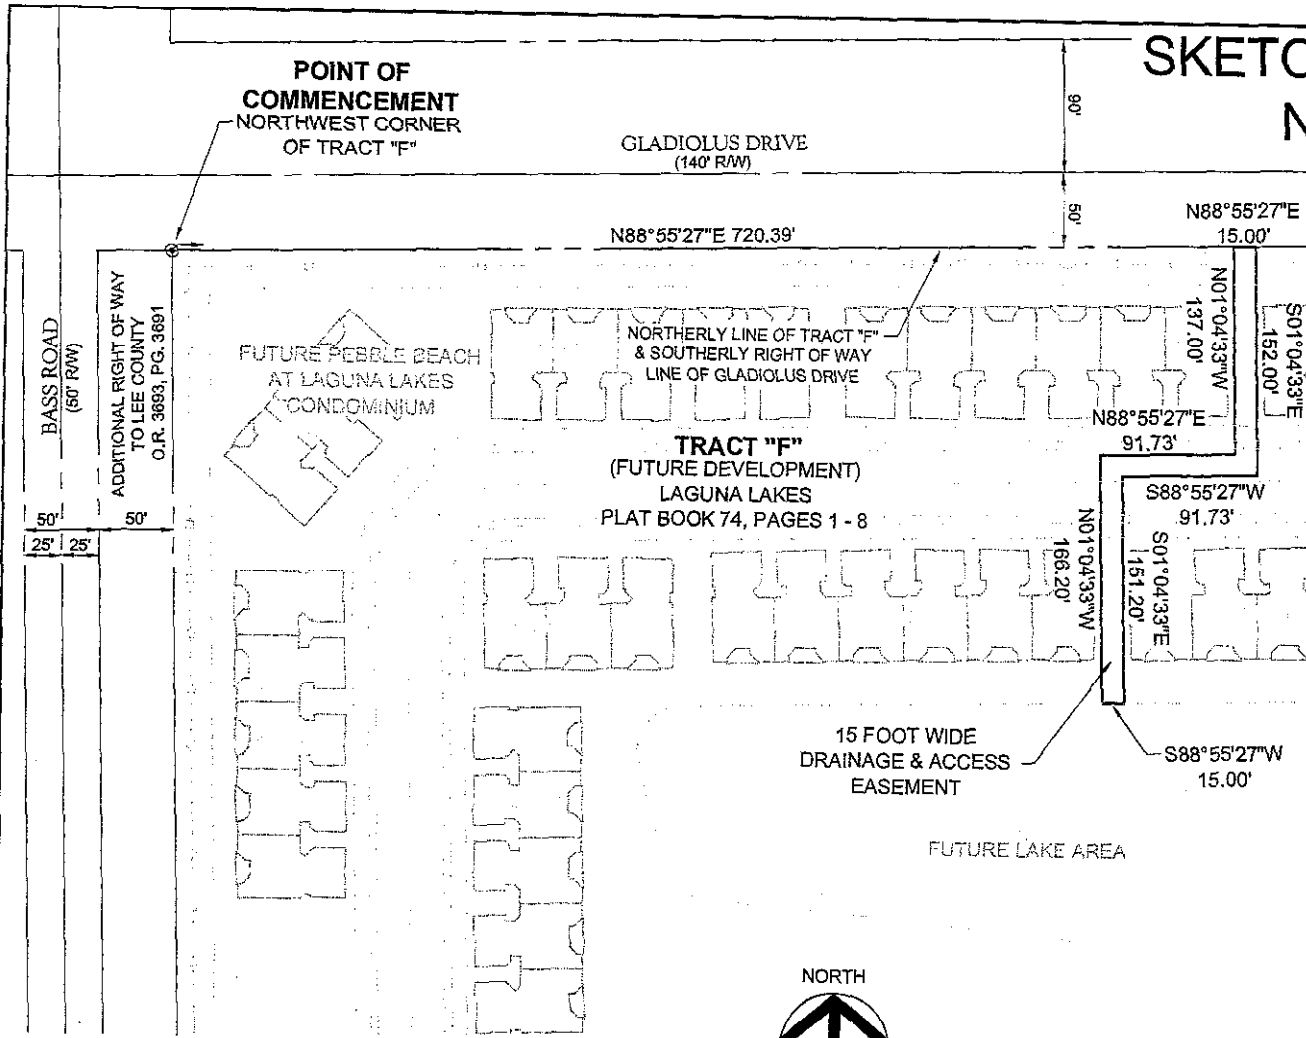 SKETC
N
POINT OF
COMMENCEMENT
NORTHWEST CORNER
OF TRACT "F"
GLADIOLUS DRIVE
(140' R/W)
90'
50'
N88°55'27"E 720.39'
N88°55'27"E
15.00'
BASS ROAD
(50' R/W)
ADDITIONAL RIGHT OF WAY
TO LEE COUNTY
O.R. 3693, PG. 3691
FUTURE PEBBLE BEACH
AT LAGUNA LAKES
CONDOMINIUM
NORTHERLY LINE OF TRACT "F"
& SOUTHERLY RIGHT OF WAY
LINE OF GLADIOLUS DRIVE
N01°04'33"W
137.00'
S01°04'33"E
152.00'
N88°55'27"E
91.73'
TRACT "F"
(FUTURE DEVELOPMENT)
LAGUNA LAKES
PLAT BOOK 74, PAGES 1 - 8
S88°55'27"W
91.73'
50'
50'
25'
25'
N01°04'33"W
166.20'
S01°04'33"E
151.20'
15 FOOT WIDE
DRAINAGE & ACCESS
EASEMENT
S88°55'27"W
15.00'
FUTURE LAKE AREA
NORTH